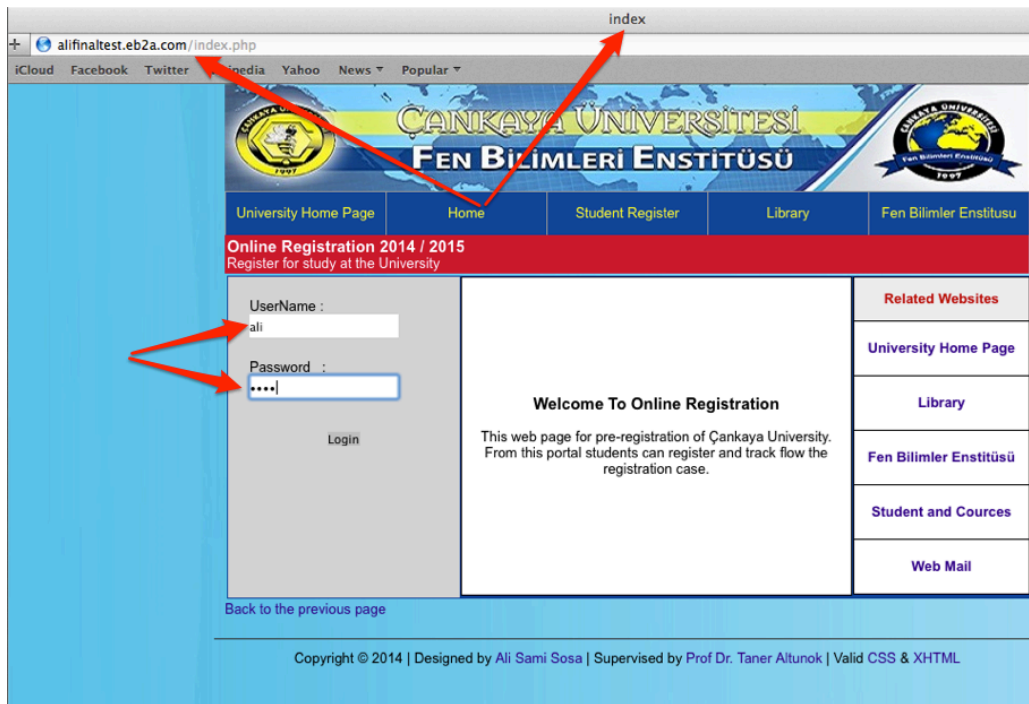 index
alifinaltest.eb2a.com/index.php
iCloud Facebook Twitter pedia Yahoo News Popular
ÇANKAYA ÜNİVERSİTESİ
FEN BİLİMLERİ ENSTİTÜSÜ
1997
Fen Bilimleri Enstitüsü
1997
University Home Page Home Student Register Library Fen Bilimler Enstitusu
Online Registration 2014 / 2015
Register for study at the University
UserName :
ali
Password :
Login
Welcome To Online Registration
This web page for pre-registration of Çankaya University.
From this portal students can register and track flow the
registration case.
Related Websites
University Home Page
Library
Fen Bilimler Enstitüsü
Student and Cources
Web Mail
Back to the previous page
Copyright © 2014 | Designed by Ali Sami Sosa | Supervised by Prof Dr. Taner Altunok | Valid CSS & XHTML